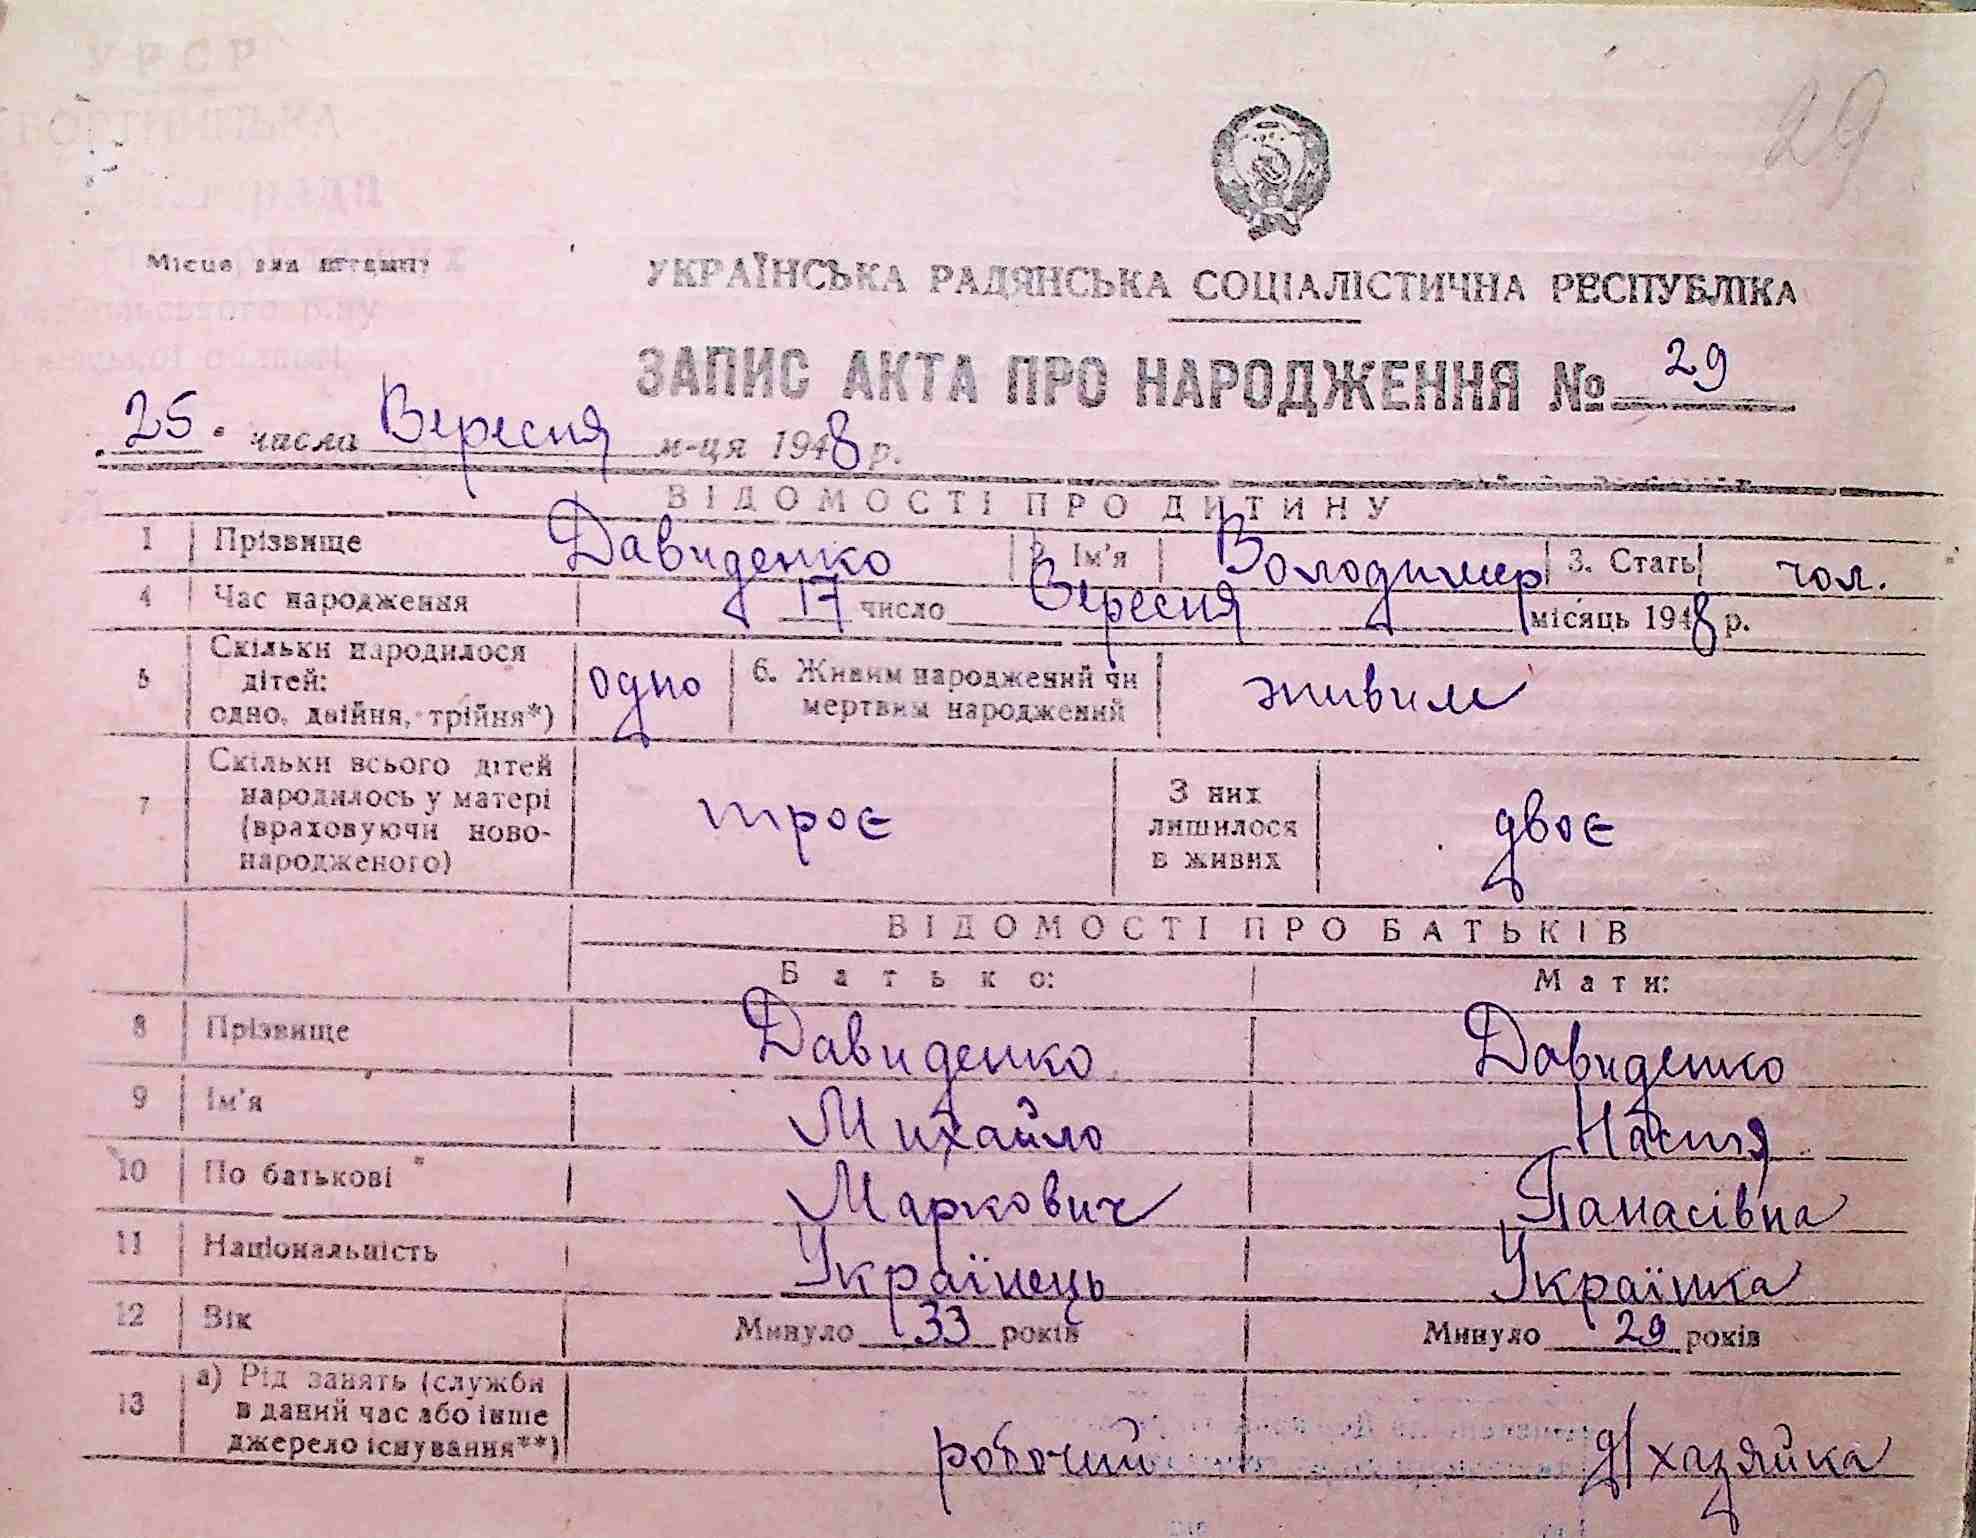 29
Місце для штампу
УКРАЇНСЬКА РАДЯНСЬКА СОЦІАЛІСТИЧНА РЕСПУБЛІКА
ЗАПИС АКТА ПРО НАРОДЖЕННЯ № 29
25 числа Вересня м-ця 1948 р.
ВІДОМОСТІ ПРО ДИТИНУ
1 Прізвище Давиденко 2. Ім'я Володимер 3. Стать чол.
4 Час народження 17 число Вересня місяць 1948 р.
5 Скільки народилося дітей: одно, двійня, трійня*) одно 6. Живим народжений чи мертвим народжений живим
7 Скільки всього дітей народилось у матері (враховуючи ново-народженого) троє З них лишилося в живих двоє
ВІДОМОСТІ ПРО БАТЬКІВ
Батько: Мати:
8 Прізвище Давиденко Давиденко
9 Ім'я Михайло Настя
10 По батькові Маркович Панасівна
11 Національність Українець Українка
12 Вік Минуло 33 років Минуло 29 років
13 а) Рід занять (служби в даний час або інше джерело існування**) робочий д/хазяйка